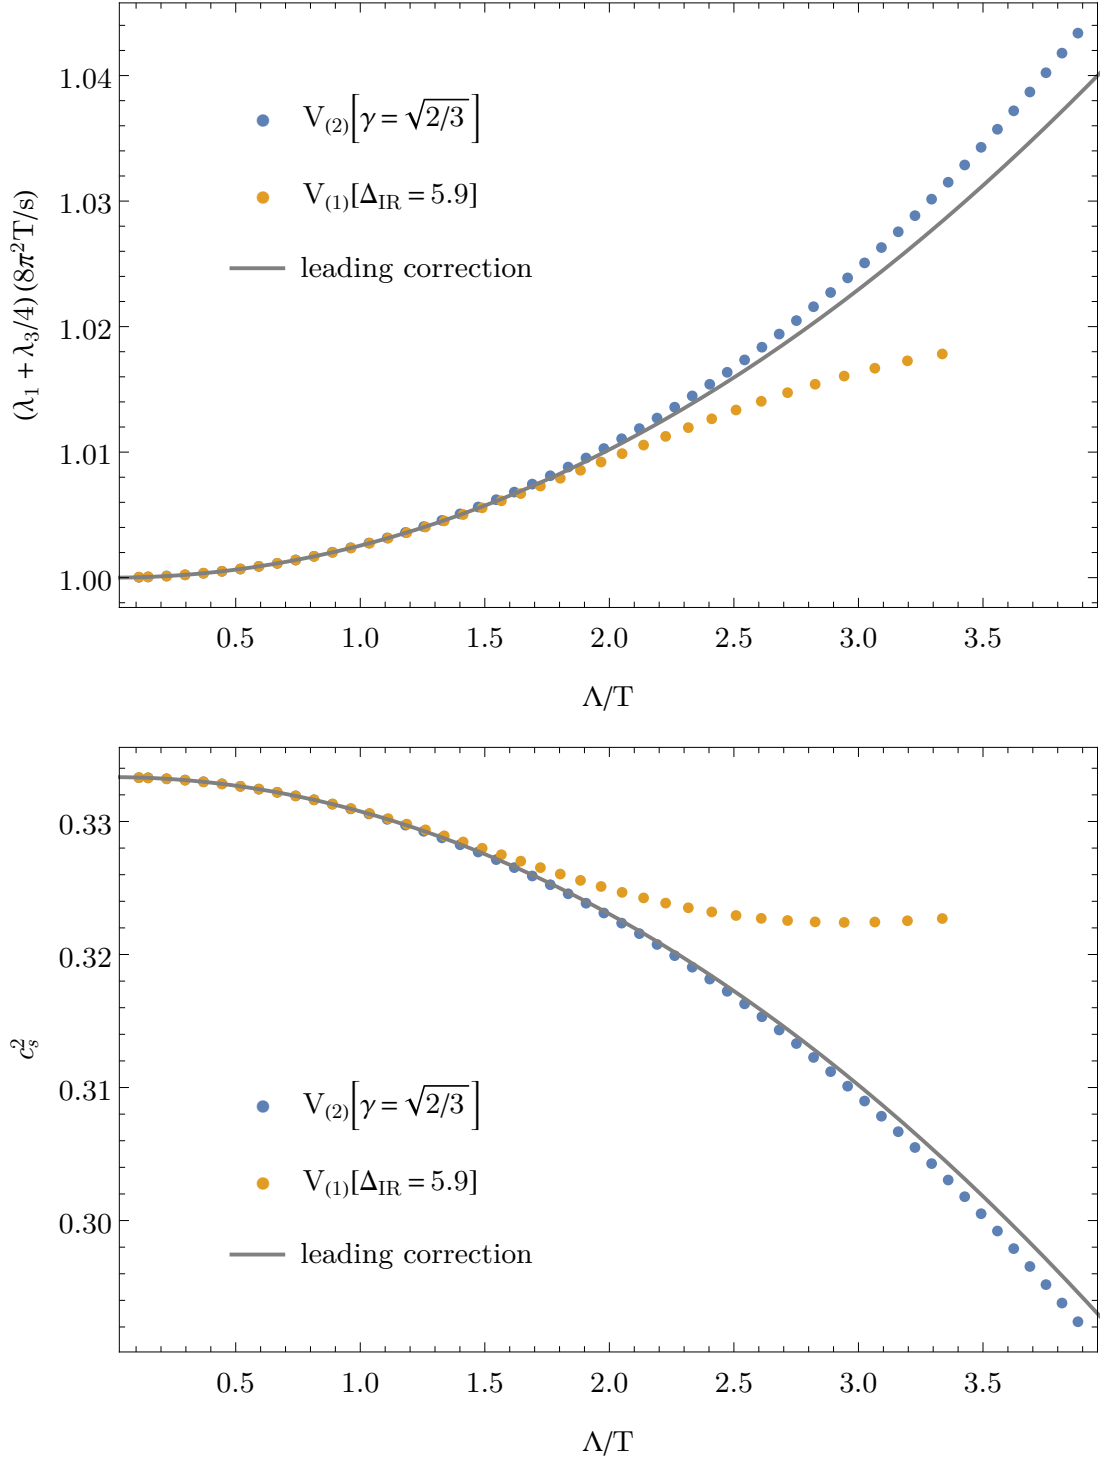 1.04
1.03
1.02
1.01
1.00
(λ₁ + λ₃/4)(8π²T/s)
V₍₂₎[γ = √2/3]
V₍₁₎[Δ_IR = 5.9]
leading correction
0.5 1.0 1.5 2.0 2.5 3.0 3.5
Λ/T
0.33
0.32
0.31
0.30
c_s²
V₍₂₎[γ = √2/3]
V₍₁₎[Δ_IR = 5.9]
leading correction
0.5 1.0 1.5 2.0 2.5 3.0 3.5
Λ/T